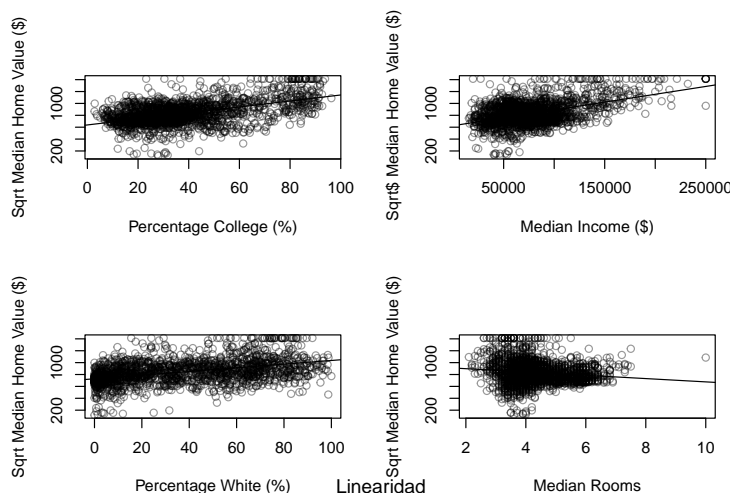 Sqrt Median Home Value ($)
1000
200
0 20 40 60 80 100
Percentage College (%)
Sqrt$ Median Home Value ($)
1000
200
50000 150000 250000
Median Income ($)
Sqrt Median Home Value ($)
1000
200
0 20 40 60 80 100
Percentage White (%)
Sqrt Median Home Value ($)
1000
200
2 4 6 8 10
Median Rooms
Linearidad